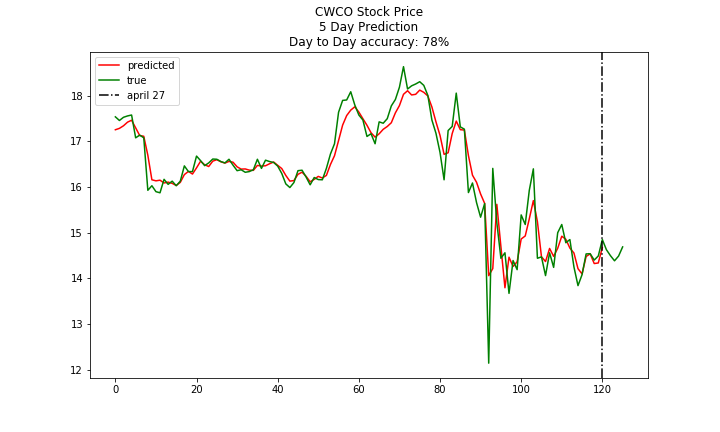 CWCO Stock Price
5 Day Prediction
Day to Day accuracy: 78%
predicted
true
april 27
18
17
16
15
14
13
12
0
20
40
60
80
100
120